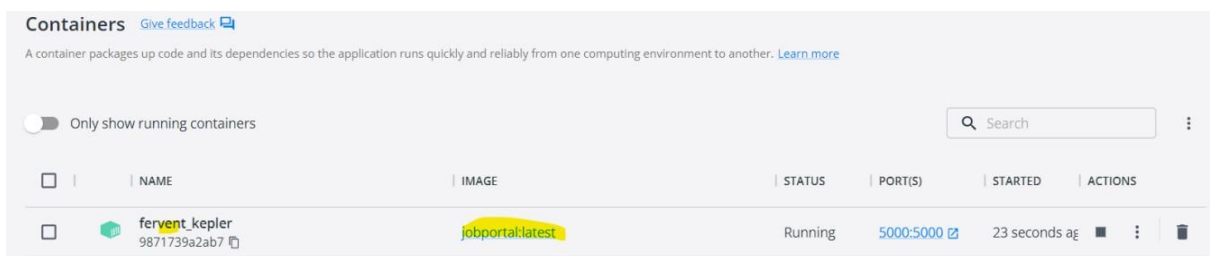 Containers Give feedback
A container packages up code and its dependencies so the application runs quickly and reliably from one computing environment to another. Learn more
Only show running containers
Search
NAME IMAGE STATUS PORT(S) STARTED ACTIONS
fervent_kepler jobportal:latest Running 5000:5000 23 seconds ag
9871739a2ab7